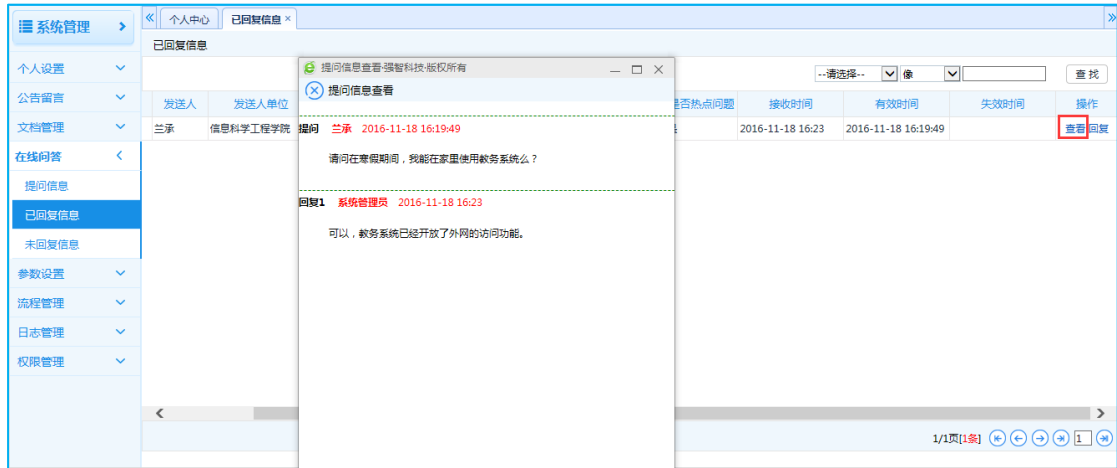 系统管理
个人设置
公告留言
文档管理
在线问答
提问信息
已回复信息
未回复信息
参数设置
流程管理
日志管理
权限管理
个人中心 已回复信息
已回复信息
--请选择-- 像 查找
发送人 发送人单位 是否热点问题 接收时间 有效时间 失效时间 操作
兰承 信息科学工程学院 2016-11-18 16:23 2016-11-18 16:19:49 查看 回复
提问信息查看-强智科技-版权所有
提问信息查看
提问 兰承 2016-11-18 16:19:49
请问在寒假期间,我能在家里使用教务系统么?
回复1 系统管理员 2016-11-18 16:23
可以,教务系统已经开放了外网的访问功能。
1/1页[1条] 1